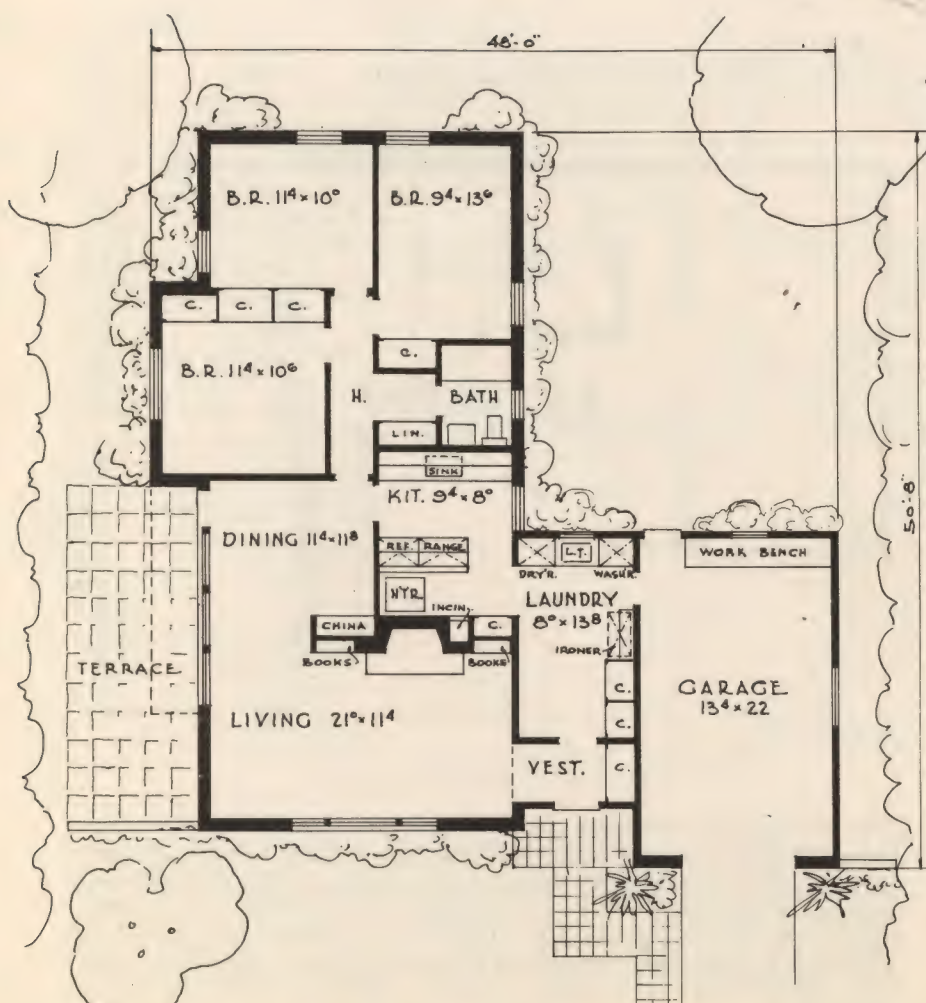 48'-0"
B.R. 11⁴ × 10⁰
B.R. 9⁴ × 13⁶
C.
C.
C.
B.R. 11⁴ × 10⁶
C.
H.
BATH
LIN.
SINK
KIT. 9⁴ × 8⁰
50'-8"
DINING 11⁴ × 11⁸
REF.
RANGE
L.T.
WORK BENCH
DRY'R.
WASH'R.
HTR.
INCIN.
LAUNDRY
8⁰ × 13⁸
CHINA
C.
IRONER
BOOKS
BOOKS
TERRACE
C.
GARAGE
13⁴ × 22
LIVING 21⁰ × 11⁴
C.
VEST.
C.